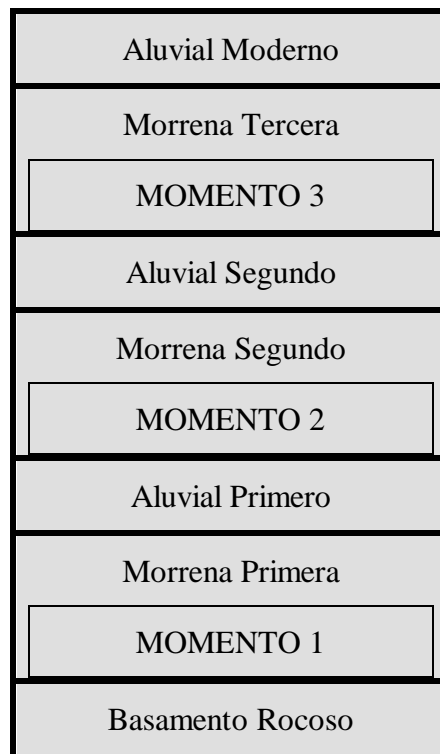 Aluvial Moderno
Morrena Tercera
MOMENTO 3
Aluvial Segundo
Morrena Segundo
MOMENTO 2
Aluvial Primero
Morrena Primera
MOMENTO 1
Basamento Rocoso